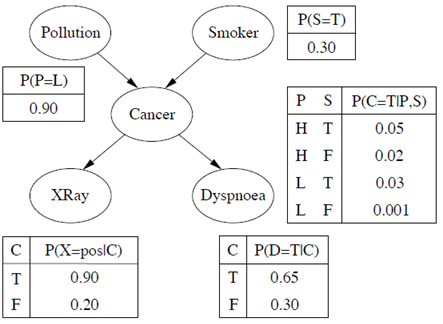 Pollution
Smoker
P(S=T)
0.30
P(P=L)
0.90
Cancer
P S P(C=T|P,S)
H T 0.05
H F 0.02
L T 0.03
L F 0.001
XRay
Dyspnoea
C P(X=pos|C)
T 0.90
F 0.20
C P(D=T|C)
T 0.65
F 0.30